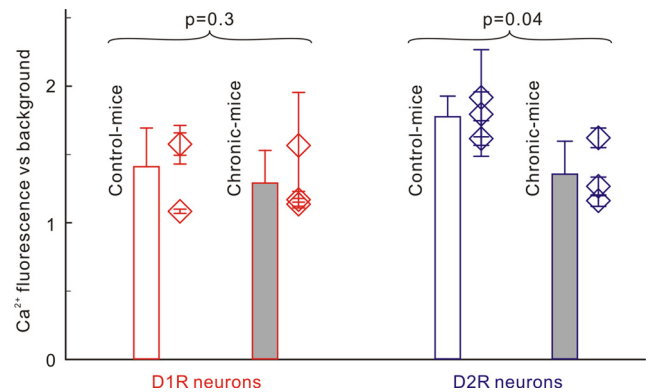 p=0.3
p=0.04
Ca²⁺ fluorescence vs background
2
1
0
Control-mice
Chronic-mice
Control-mice
Chronic-mice
D1R neurons
D2R neurons